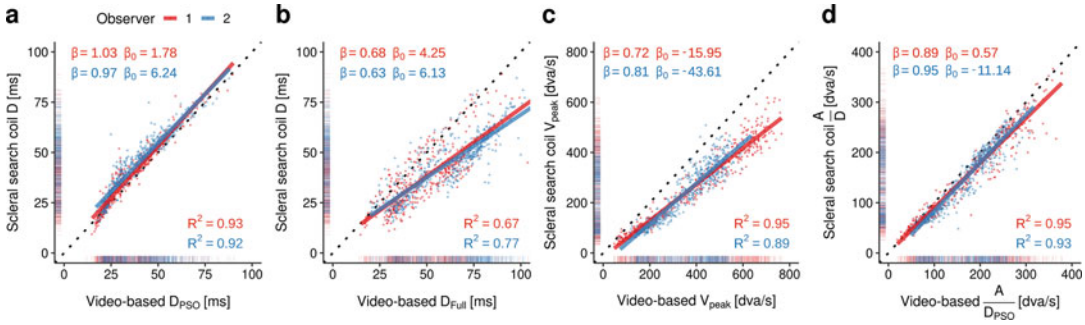 a b c d
Observer 1 2
β = 1.03 β₀ = 1.78
β = 0.97 β₀ = 6.24
R² = 0.93
R² = 0.92
100
75
50
25
0
0 25 50 75 100
Scleral search coil D [ms]
Video-based D_PSO [ms]
β = 0.68 β₀ = 4.25
β = 0.63 β₀ = 6.13
R² = 0.67
R² = 0.77
100
75
50
25
0
0 25 50 75 100
Scleral search coil D [ms]
Video-based D_Full [ms]
β = 0.72 β₀ = -15.95
β = 0.81 β₀ = -43.61
R² = 0.95
R² = 0.89
800
600
400
200
0
0 200 400 600 800
Scleral search coil V_peak [dva/s]
Video-based V_peak [dva/s]
β = 0.89 β₀ = 0.57
β = 0.95 β₀ = -11.14
R² = 0.95
R² = 0.93
400
300
200
100
0
0 100 200 300 400
Scleral search coil A/D [dva/s]
Video-based A/D_PSO [dva/s]